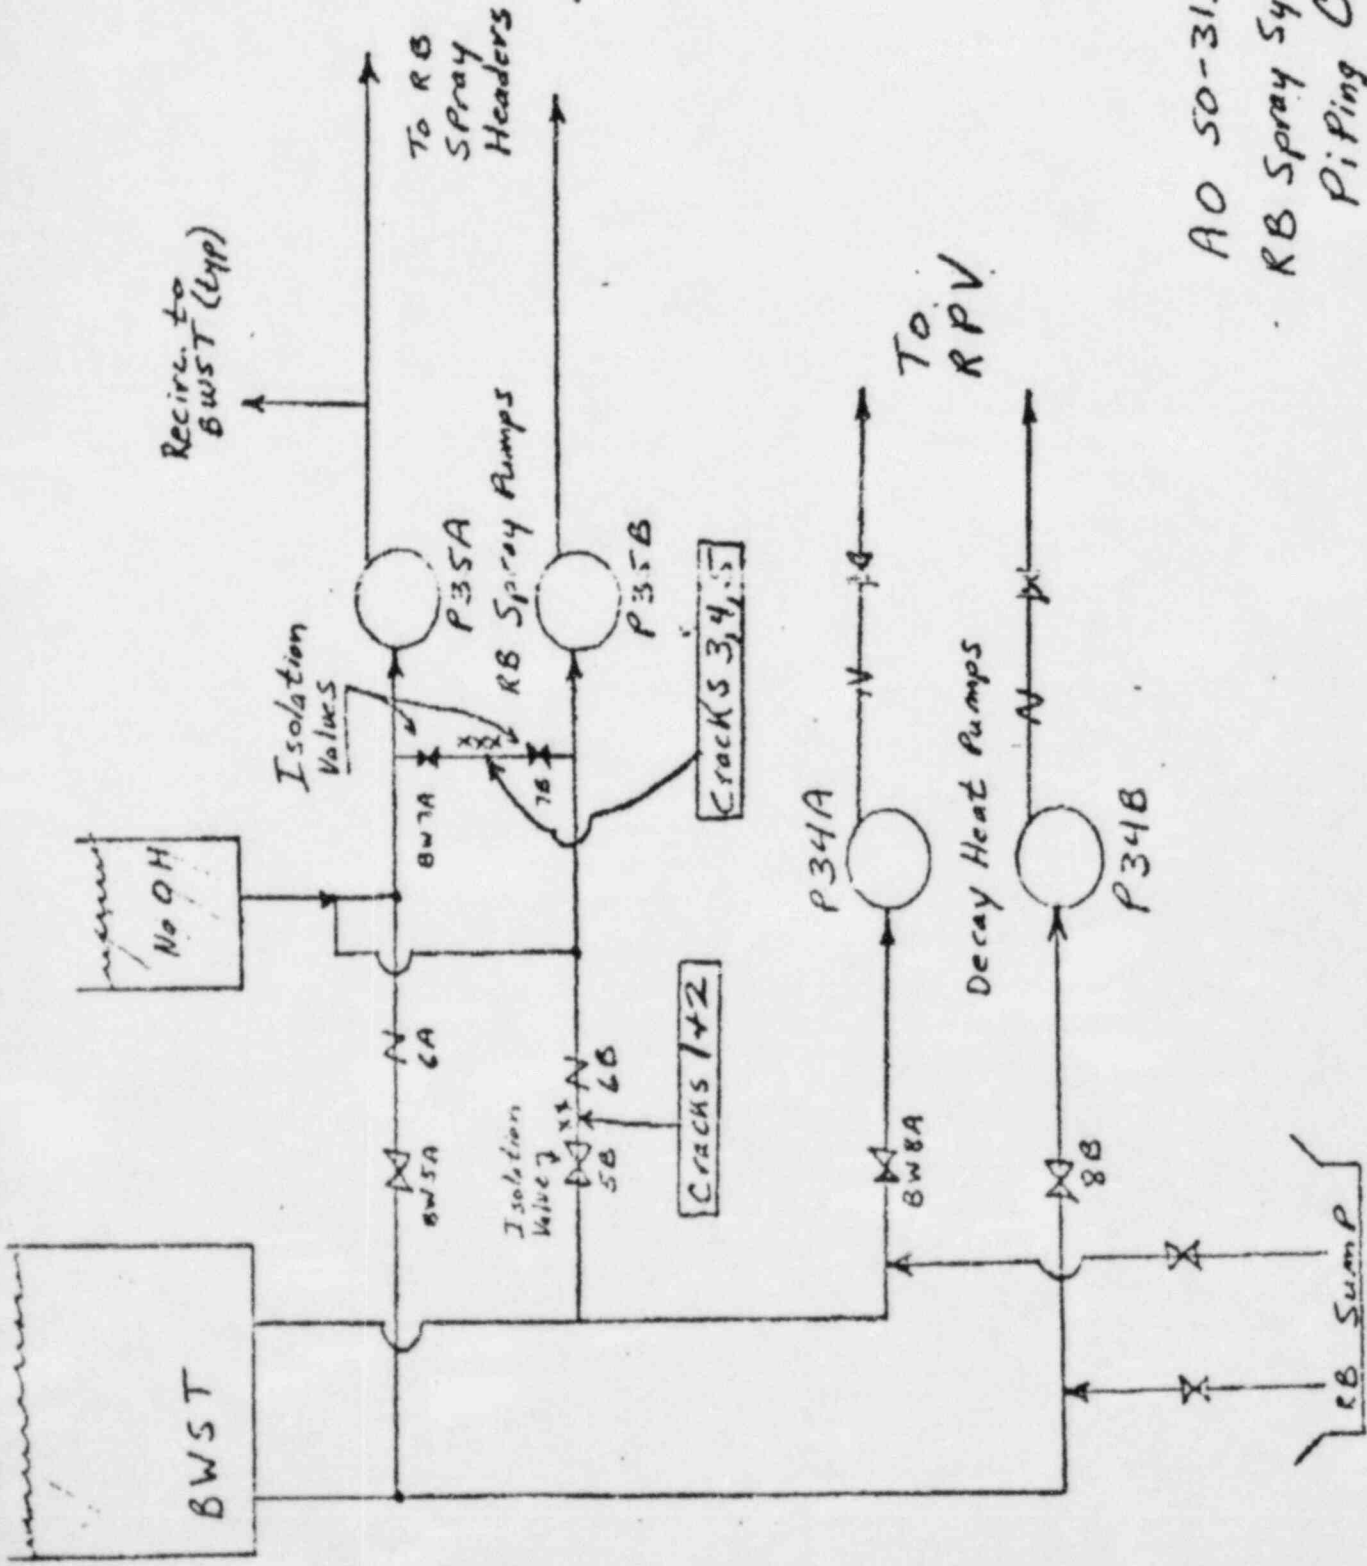 BWST
NaOH
Recirc. to
BWST (typ)
To RB
Spray
Headers
Isolation
Valves
BW5A
6A
BW7A
P35A
RB Spray Pumps
7B
P35B
Isolation
Valve
5B
6B
Cracks 1+2
Cracks 3,4,5
P34A
BW8A
To
RPV
Decay Heat Pumps
8B
P34B
RB Sump
AO 50-31
RB Spray Sy
Piping C